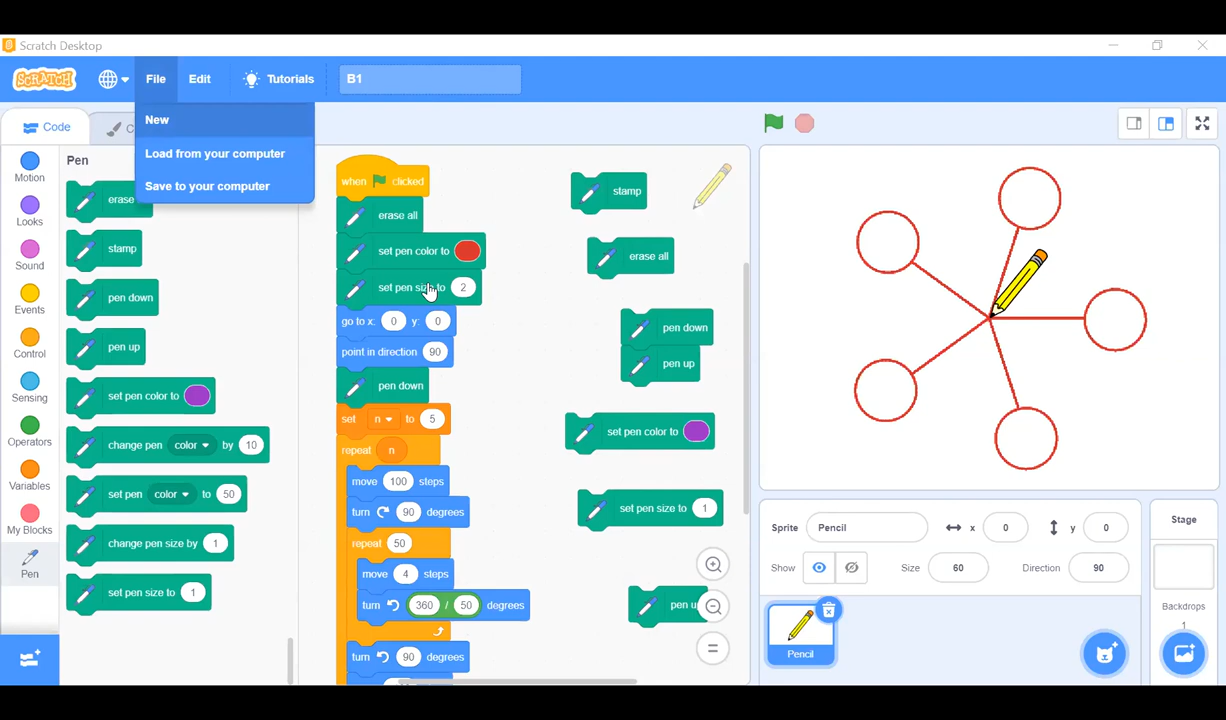 Scratch Desktop
SCRATCH File Edit Tutorials B1
New
Load from your computer
Save to your computer
Code
Motion
Looks
Sound
Events
Control
Sensing
Operators
Variables
My Blocks
Pen
Pen
erase
stamp
pen down
pen up
set pen color to
change pen color by 10
set pen color to 50
change pen size by 1
set pen size to 1
when clicked
erase all
set pen color to
set pen size to 2
go to x: 0 y: 0
point in direction 90
pen down
set n to 5
repeat n
move 100 steps
turn 90 degrees
repeat 50
move 4 steps
turn 360 / 50 degrees
turn 90 degrees
stamp
erase all
pen down
pen up
set pen color to
set pen size to 1
pen u
Sprite Pencil x 0 y 0
Show Size 60 Direction 90
Pencil
Stage
Backdrops
1